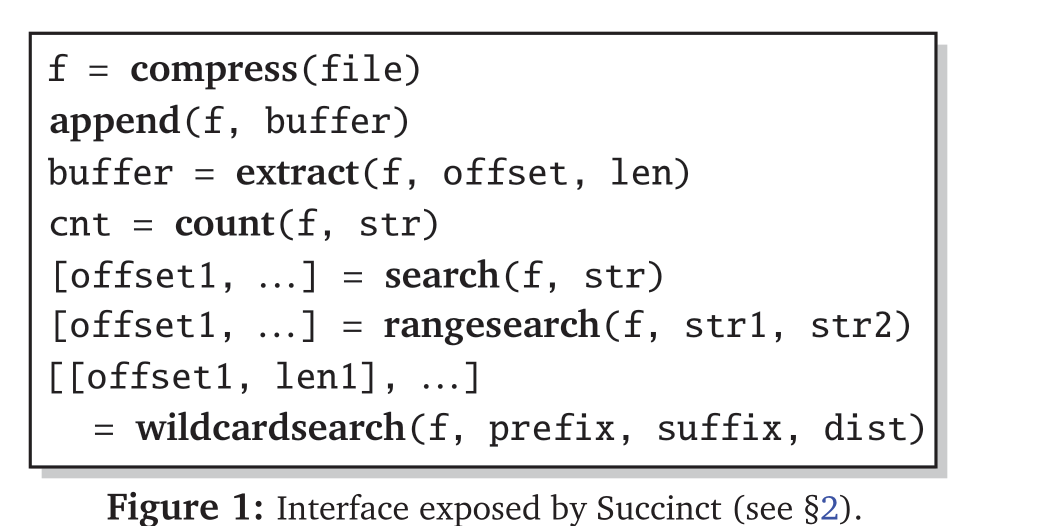 f = compress(file)
append(f, buffer)
buffer = extract(f, offset, len)
cnt = count(f, str)
[offset1, ...] = search(f, str)
[offset1, ...] = rangesearch(f, str1, str2)
[[offset1, len1], ...]
= wildcardsearch(f, prefix, suffix, dist)
Figure 1: Interface exposed by Succinct (see §2).